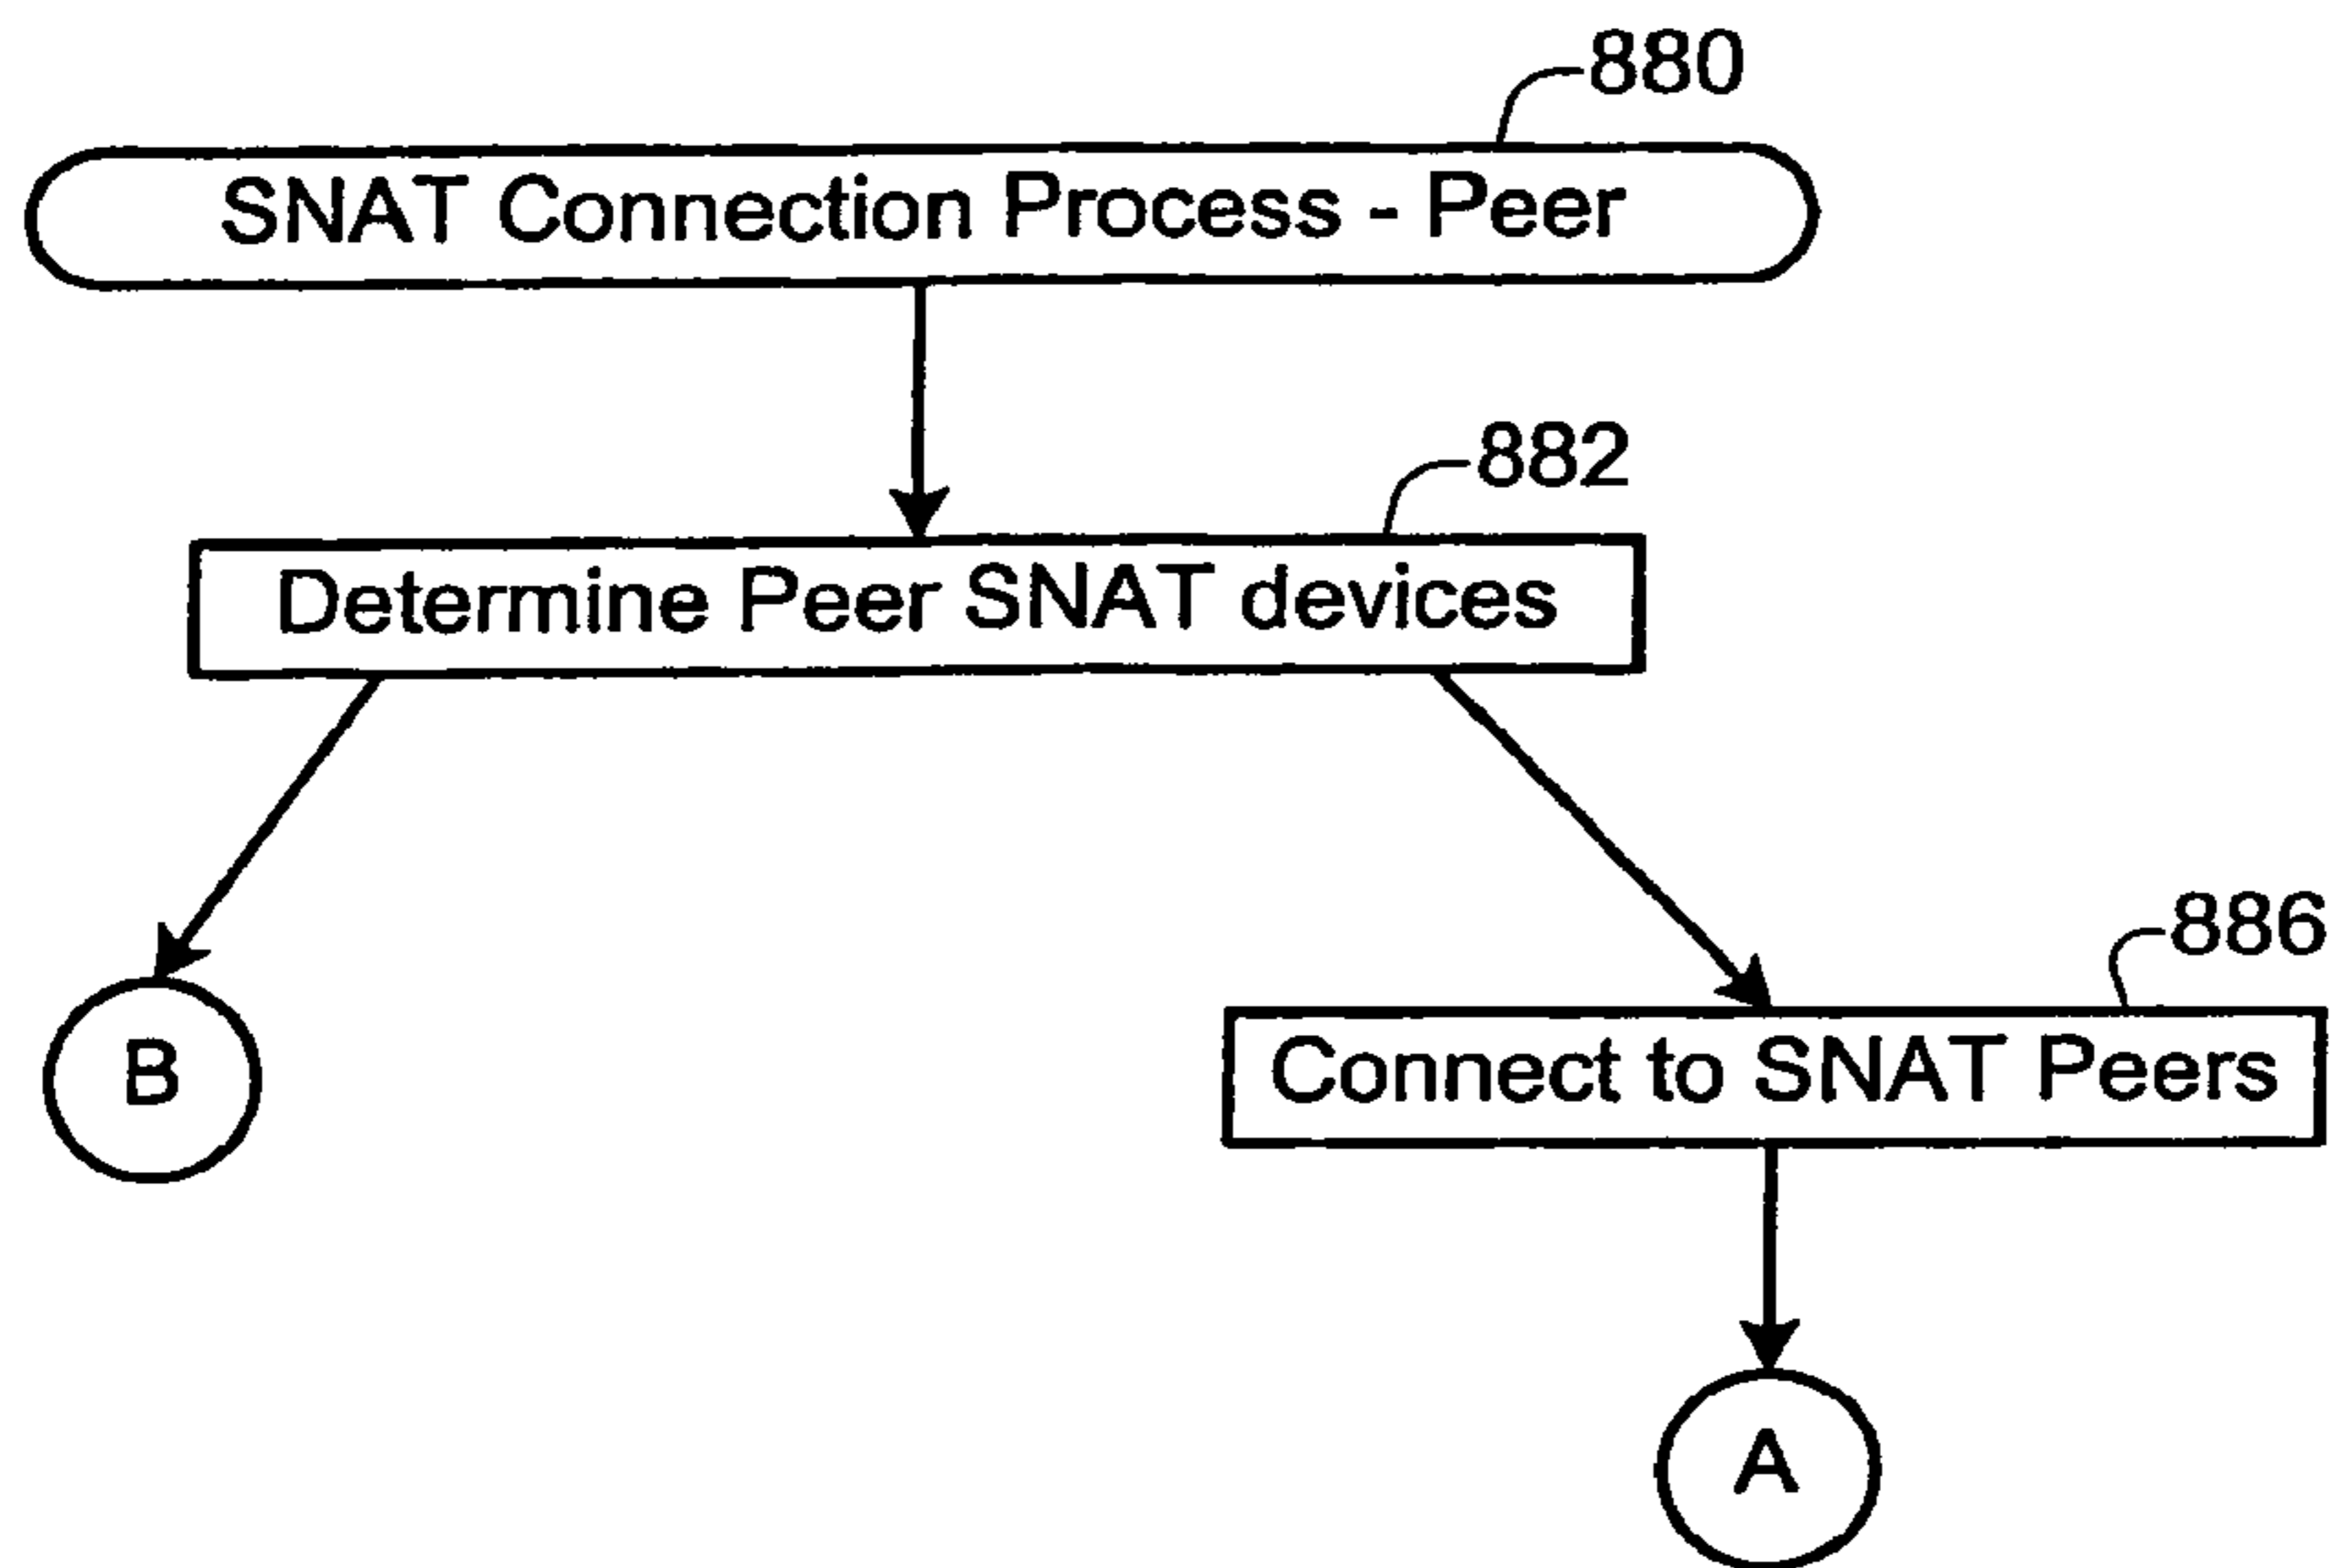 880
SNAT Connection Process - Peer
882
Determine Peer SNAT devices
886
B
Connect to SNAT Peers
A